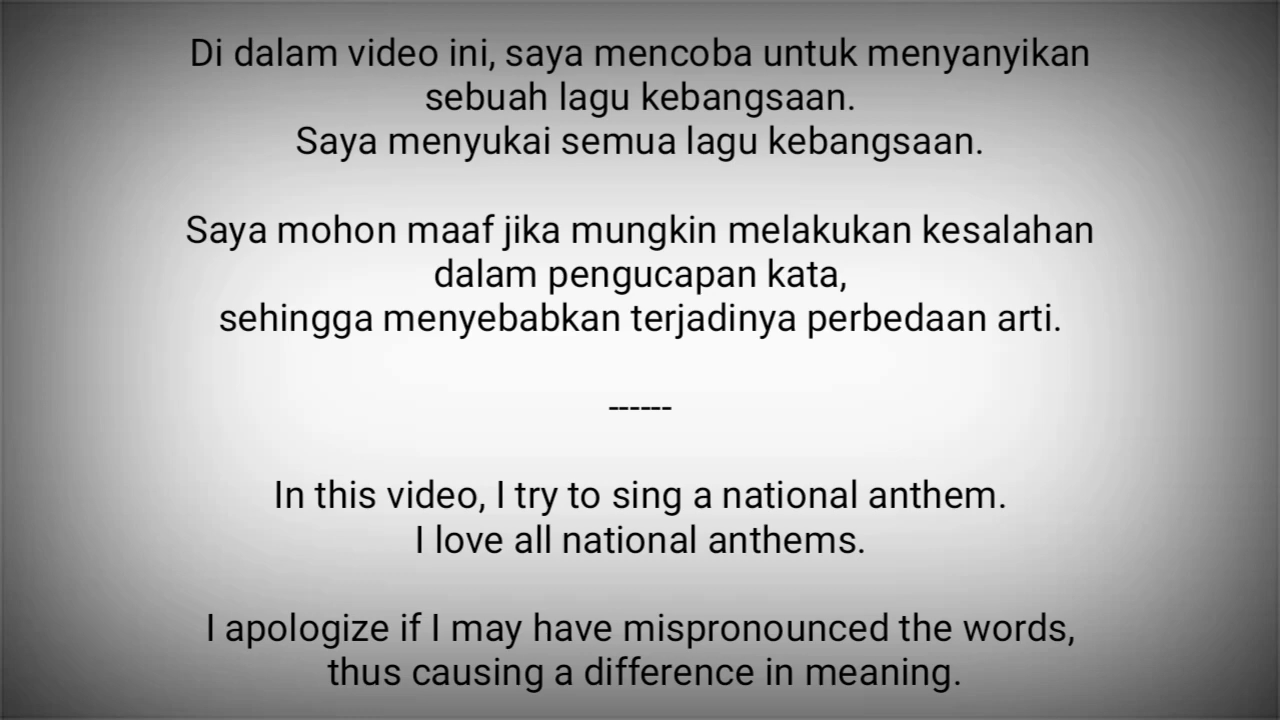 Di dalam video ini, saya mencoba untuk menyanyikan
sebuah lagu kebangsaan.
Saya menyukai semua lagu kebangsaan.
Saya mohon maaf jika mungkin melakukan kesalahan
dalam pengucapan kata,
sehingga menyebabkan terjadinya perbedaan arti.
------
In this video, I try to sing a national anthem.
I love all national anthems.
I apologize if I may have mispronounced the words,
thus causing a difference in meaning.